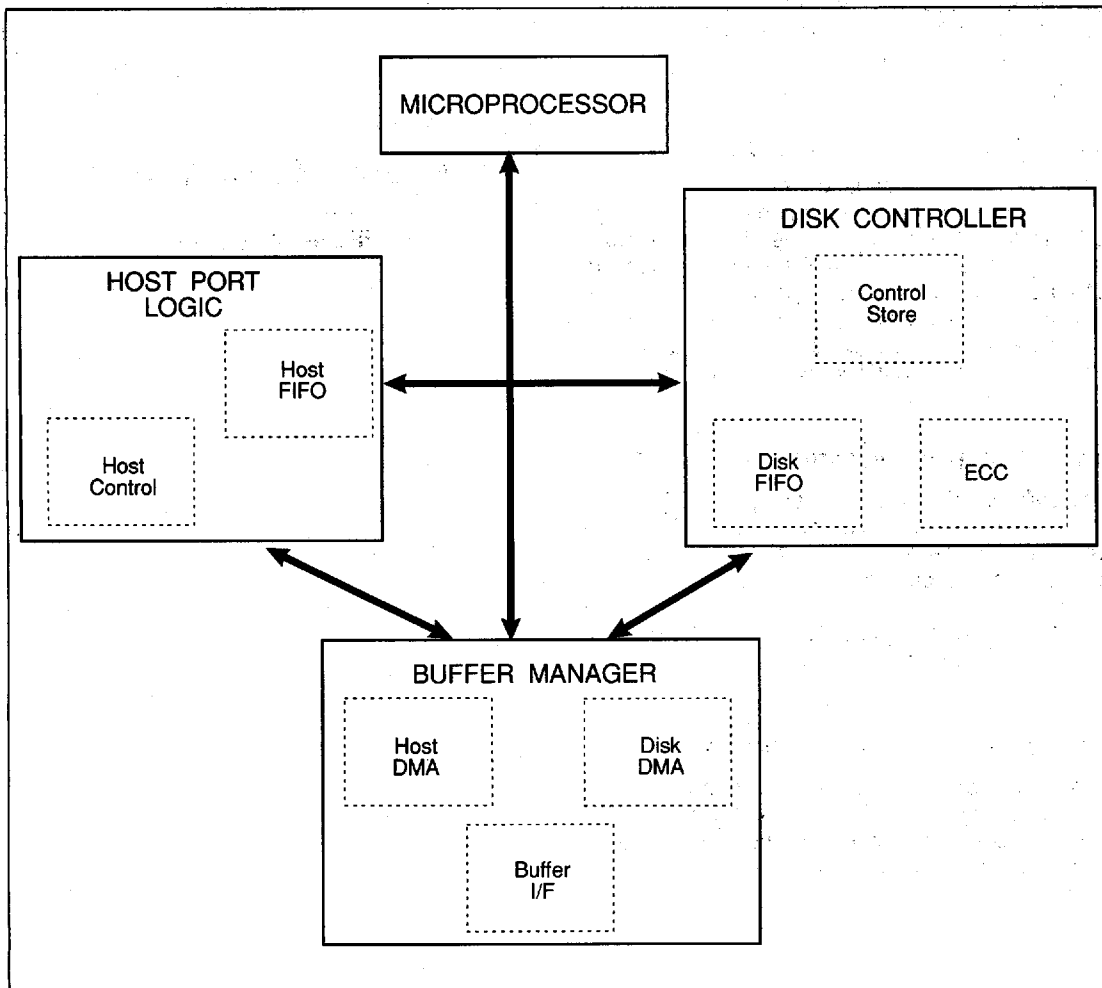 MICROPROCESSOR
DISK CONTROLLER
Control
Store
Disk
FIFO
ECC
HOST PORT
LOGIC
Host
FIFO
Host
Control
BUFFER MANAGER
Host
DMA
Disk
DMA
Buffer
I/F